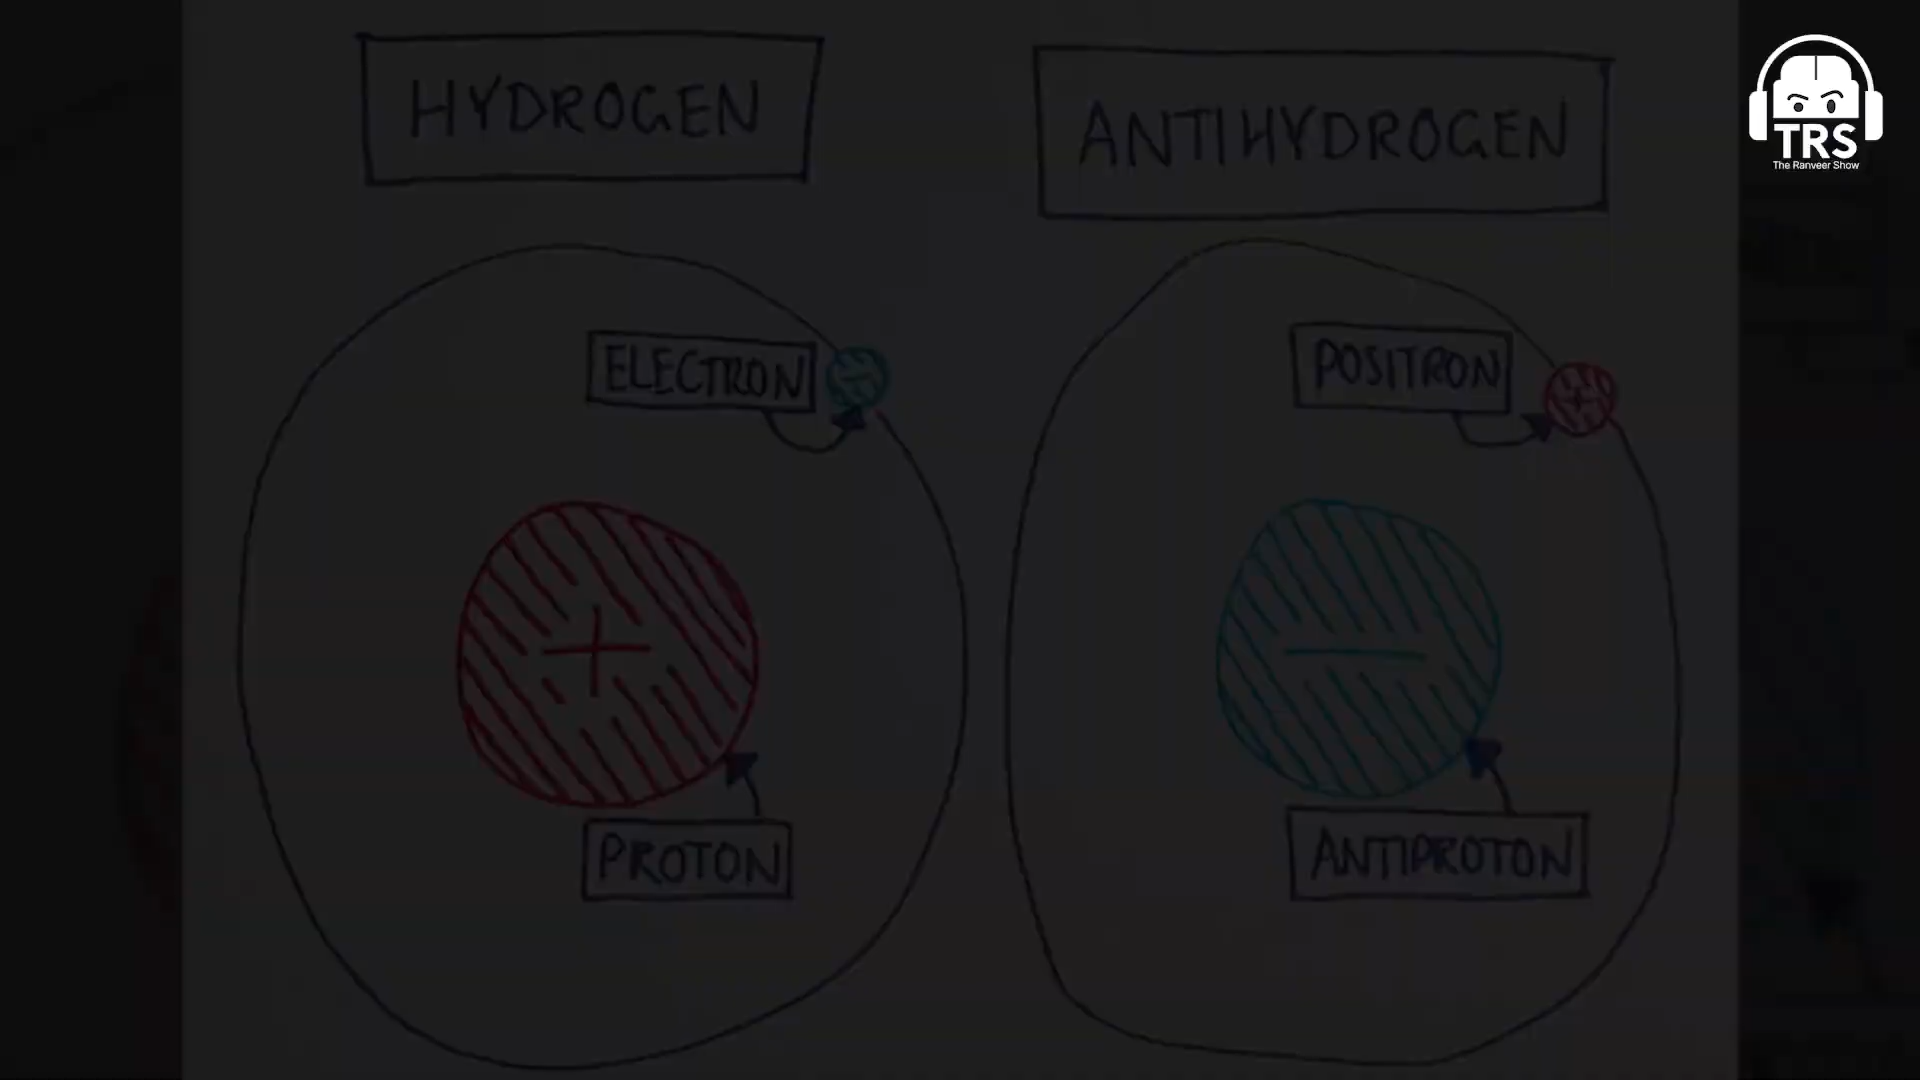 HYDROGEN
ANTIHYDROGEN
TRS
The Ranveer Show
ELECTRON
−
POSITRON
+
+
−
PROTON
ANTIPROTON